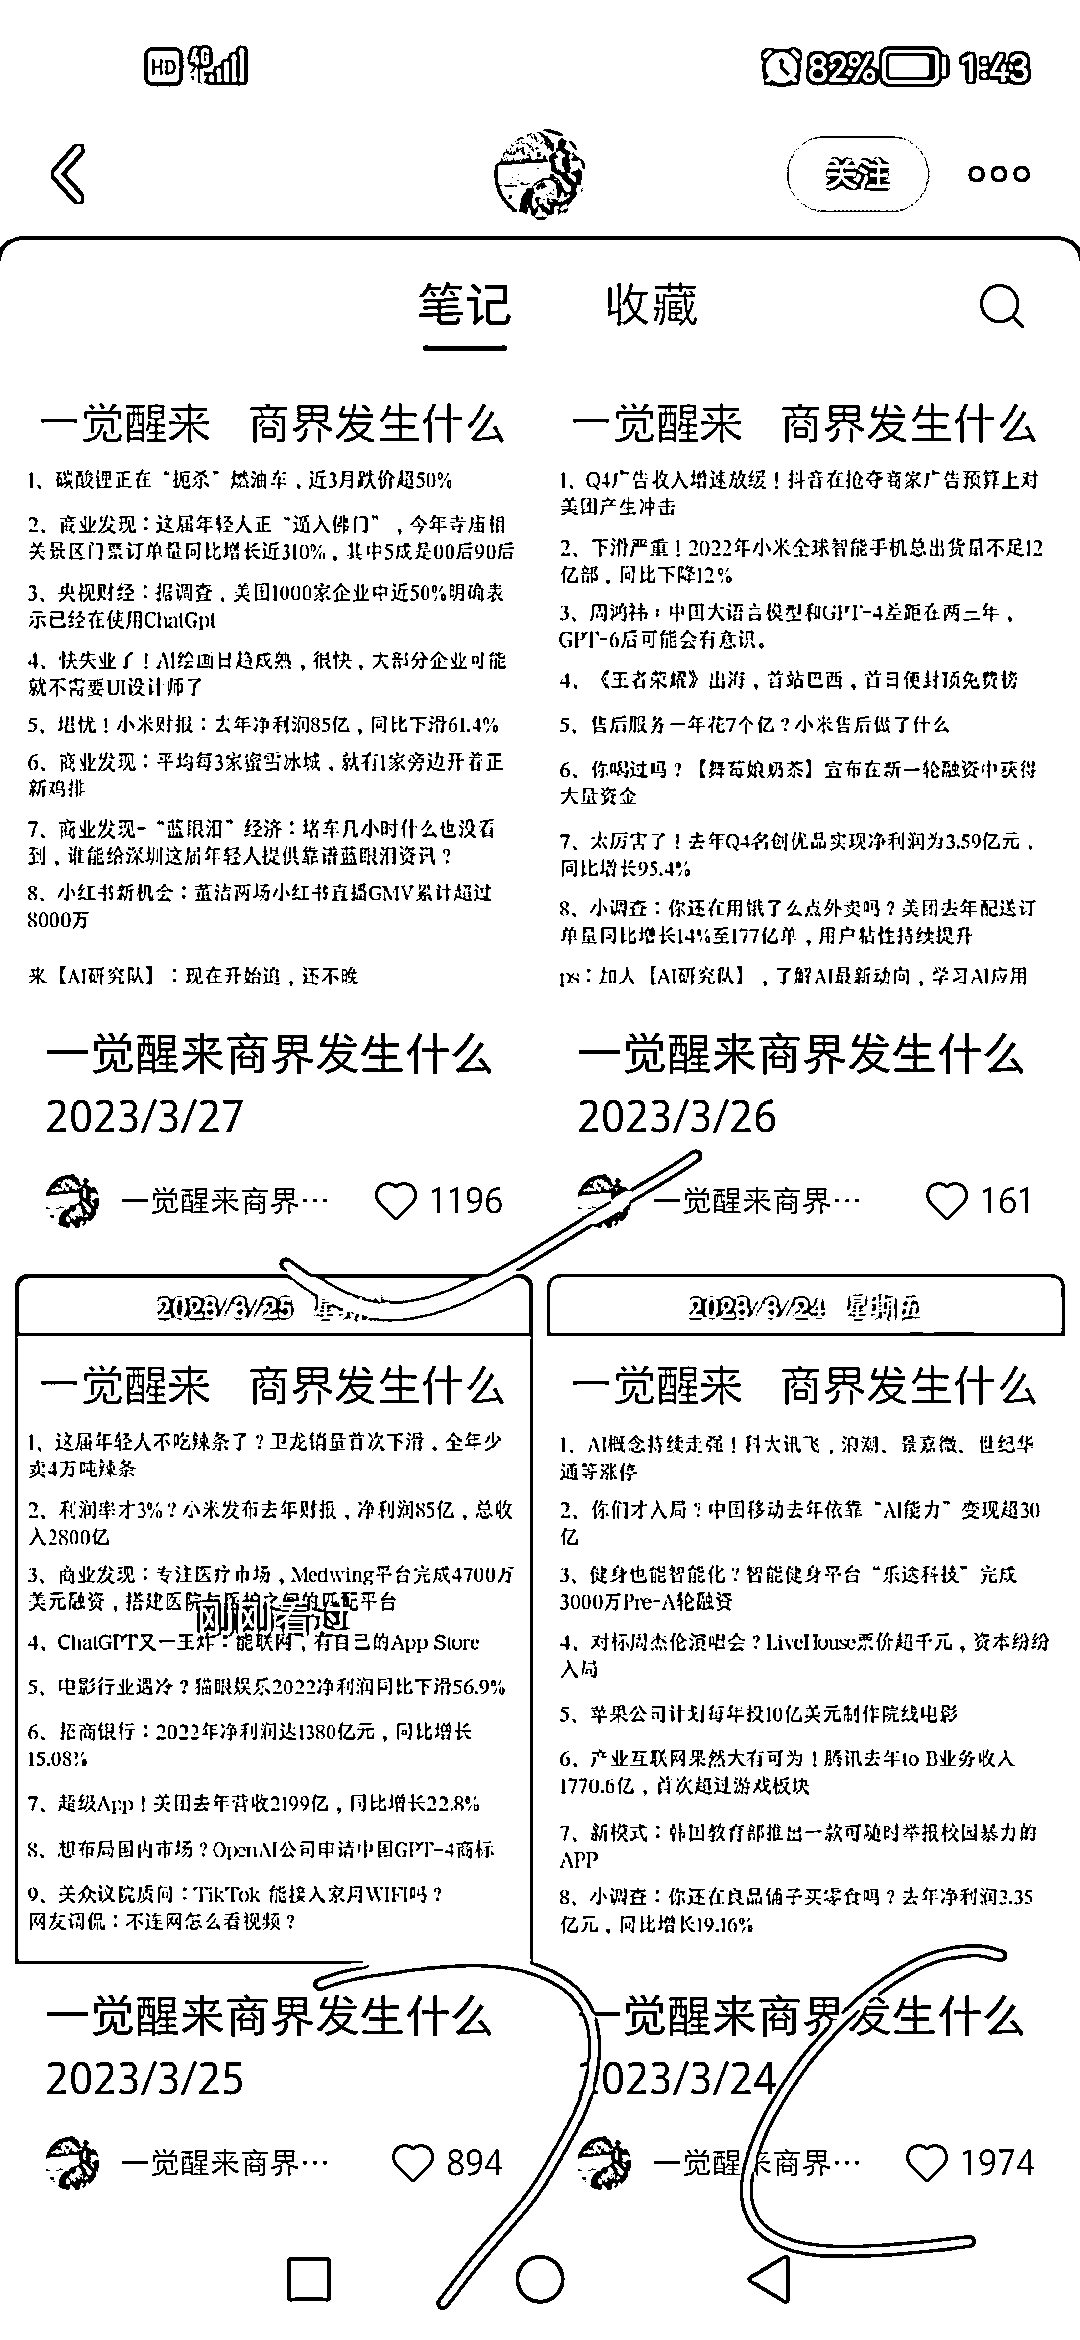 HD 4G 82% 1:43
关注
笔记 收藏
一觉醒来 商界发生什么
1、碳酸锂正在“扼杀”燃油车，近3月跌价超50%
2、商业发现：这届年轻人正“遁入佛门”，今年寺庙相
关景区门票订单量同比增长近310%，其中5成是00后90后
3、央视财经：据调查，美国1000家企业中近50%明确表
示已经在使用ChatGpt
4、快失业了！AI绘画日趋成熟，很快，大部分企业可能
就不需要UI设计师了
5、堪忧！小米财报：去年净利润85亿，同比下滑61.4%
6、商业发现：平均每3家蜜雪冰城，就有1家旁边开着正
新鸡排
7、商业发现-“蓝眼泪”经济：堵车几小时什么也没看
到，谁能给深圳这届年轻人提供靠谱蓝眼泪资讯？
8、小红书新机会：董洁两场小红书直播GMV累计超过
8000万
来【AI研究队】：现在开始追，还不晚
一觉醒来商界发生什么
2023/3/27
一觉醒来商界… 1196
一觉醒来 商界发生什么
1、Q4广告收入增速放缓！抖音在抢夺商家广告预算上对
美团产生冲击
2、下滑严重！2022年小米全球智能手机总出货量不足12
亿部，同比下降12%
3、周鸿祎：中国大语言模型和GPT-4差距在两三年，
GPT-6后可能会有意识。
4、《王者荣耀》出海，首站巴西，首日便封顶免费榜
5、售后服务一年花7个亿？小米售后做了什么
6、你喝过吗？【舞莓娘奶茶】宣布在新一轮融资中获得
大量资金
7、太厉害了！去年Q4名创优品实现净利润为3.59亿元，
同比增长95.4%
8、小调查：你还在用饿了么点外卖吗？美团去年配送订
单量同比增长14%至177亿单，用户粘性持续提升
ps：加入【AI研究队】，了解AI最新动向，学习AI应用
一觉醒来商界发生什么
2023/3/26
一觉醒来商界… 161
2023/3/25
一觉醒来 商界发生什么
1、这届年轻人不吃辣条了？卫龙销量首次下滑，全年少
卖4万吨辣条
2、利润率才3%？小米发布去年财报，净利润85亿，总收
入2800亿
3、商业发现：专注医疗市场，Medwing平台完成4700万
美元融资，搭建医院与医护之间的匹配平台
刚刚看过
4、ChatGPT又一王炸：能联网，有自己的App Store
5、电影行业遇冷？猫眼娱乐2022净利润同比下滑56.9%
6、招商银行：2022年净利润达1380亿元，同比增长
15.08%
7、超级App！美团去年营收2199亿，同比增长22.8%
8、想布局国内市场？OpenAI公司申请中国GPT-4商标
9、美众议院质问：TikTok 能接入家用WIFI吗？
网友调侃：不连网怎么看视频？
一觉醒来商界发生什么
2023/3/25
一觉醒来商界… 894
2023/3/24 星期五
一觉醒来 商界发生什么
1、AI概念持续走强！科大讯飞，浪潮、景嘉微、世纪华
通等涨停
2、你们才入局？中国移动去年依靠“AI能力”变现超30
亿
3、健身也能智能化？智能健身平台“乐达科技”完成
3000万Pre-A轮融资
4、对标周杰伦演唱会？LiveHouse票价超千元，资本纷纷
入局
5、苹果公司计划每年投10亿美元制作院线电影
6、产业互联网果然大有可为！腾讯去年to B业务收入
1770.6亿，首次超过游戏板块
7、新模式：韩国教育部推出一款可随时举报校园暴力的
APP
8、小调查：你还在良品铺子买零食吗？去年净利润3.35
亿元，同比增长19.16%
一觉醒来商界发生什么
2023/3/24
一觉醒来商界… 1974